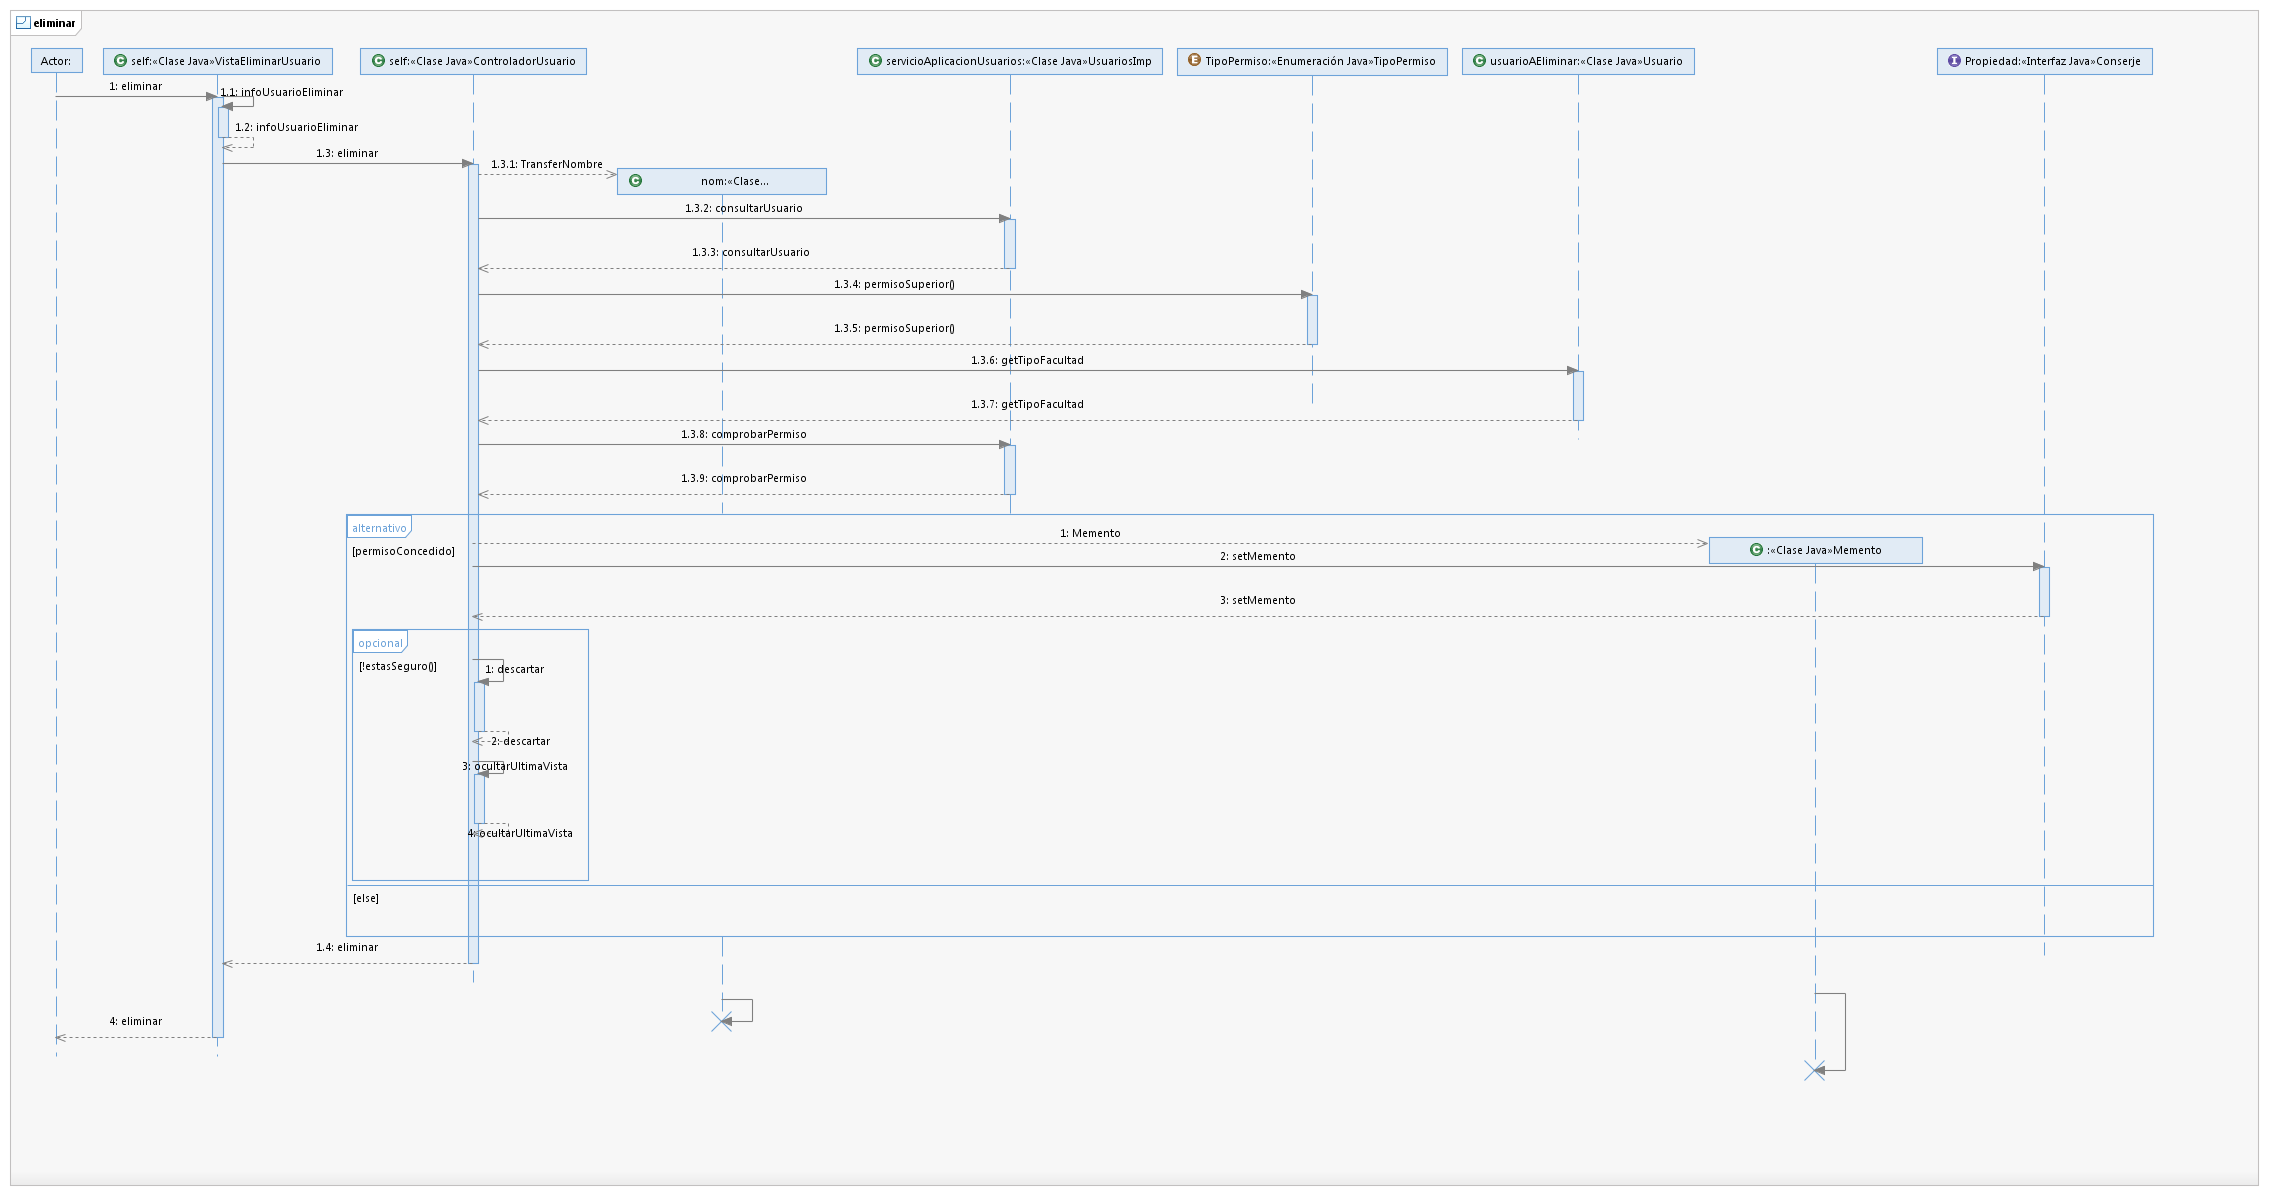 eliminar
Actor:
self:«Clase Java»VistaEliminarUsuario
self:«Clase Java»ControladorUsuario
servicioAplicacionUsuarios:«Clase Java»UsuariosImp
TipoPermiso:«Enumeración Java»TipoPermiso
usuarioAEliminar:«Clase Java»Usuario
Propiedad:«Interfaz Java»Conserje
1: eliminar
1.1: infoUsuarioEliminar
1.2: infoUsuarioEliminar
1.3: eliminar
1.3.1: TransferNombre
nom:«Clase...
1.3.2: consultarUsuario
1.3.3: consultarUsuario
1.3.4: permisoSuperior()
1.3.5: permisoSuperior()
1.3.6: getTipoFacultad
1.3.7: getTipoFacultad
1.3.8: comprobarPermiso
1.3.9: comprobarPermiso
alternativo
[permisoConcedido]
1: Memento
:«Clase Java»Memento
2: setMemento
3: setMemento
opcional
[!estasSeguro()]
1: descartar
2: descartar
3: ocultarUltimaVista
4: ocultarUltimaVista
[else]
1.4: eliminar
4: eliminar